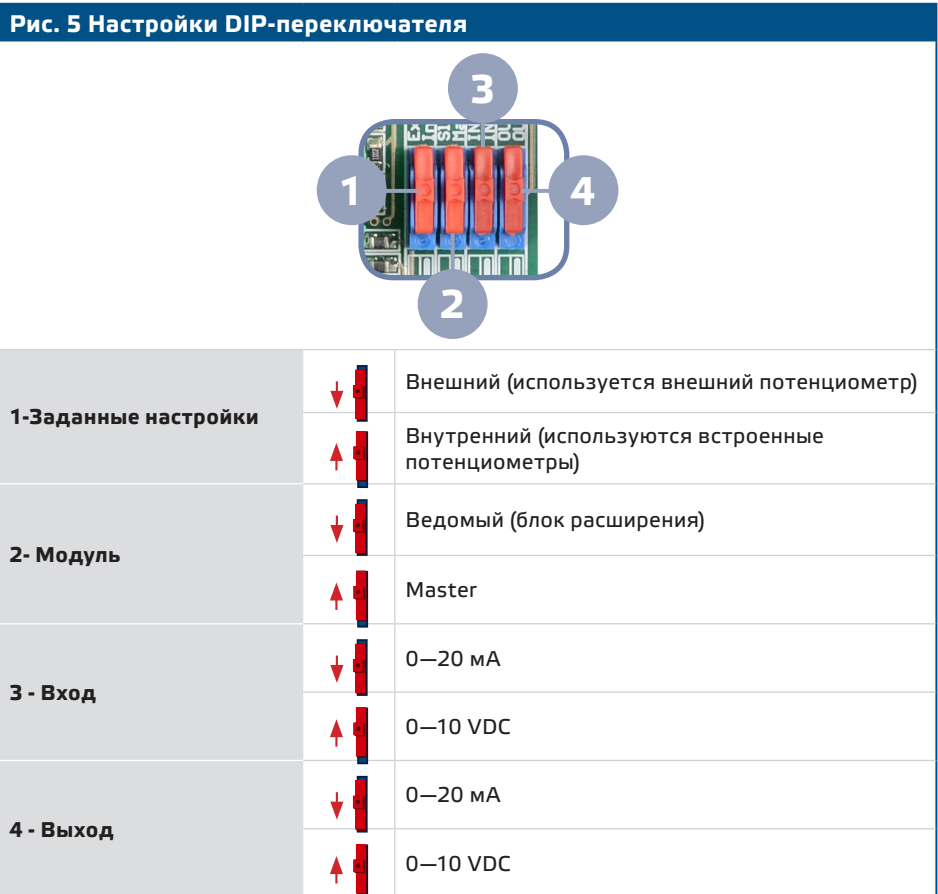 Рис. 5 Настройки DIP-переключателя
3
1
4
2
1-Заданные настройки
Внешний (используется внешний потенциометр)
Внутренний (используются встроенные
потенциометры)
2- Модуль
Ведомый (блок расширения)
Master
3 - Вход
0—20 мА
0—10 VDC
4 - Выход
0—20 мА
0—10 VDC